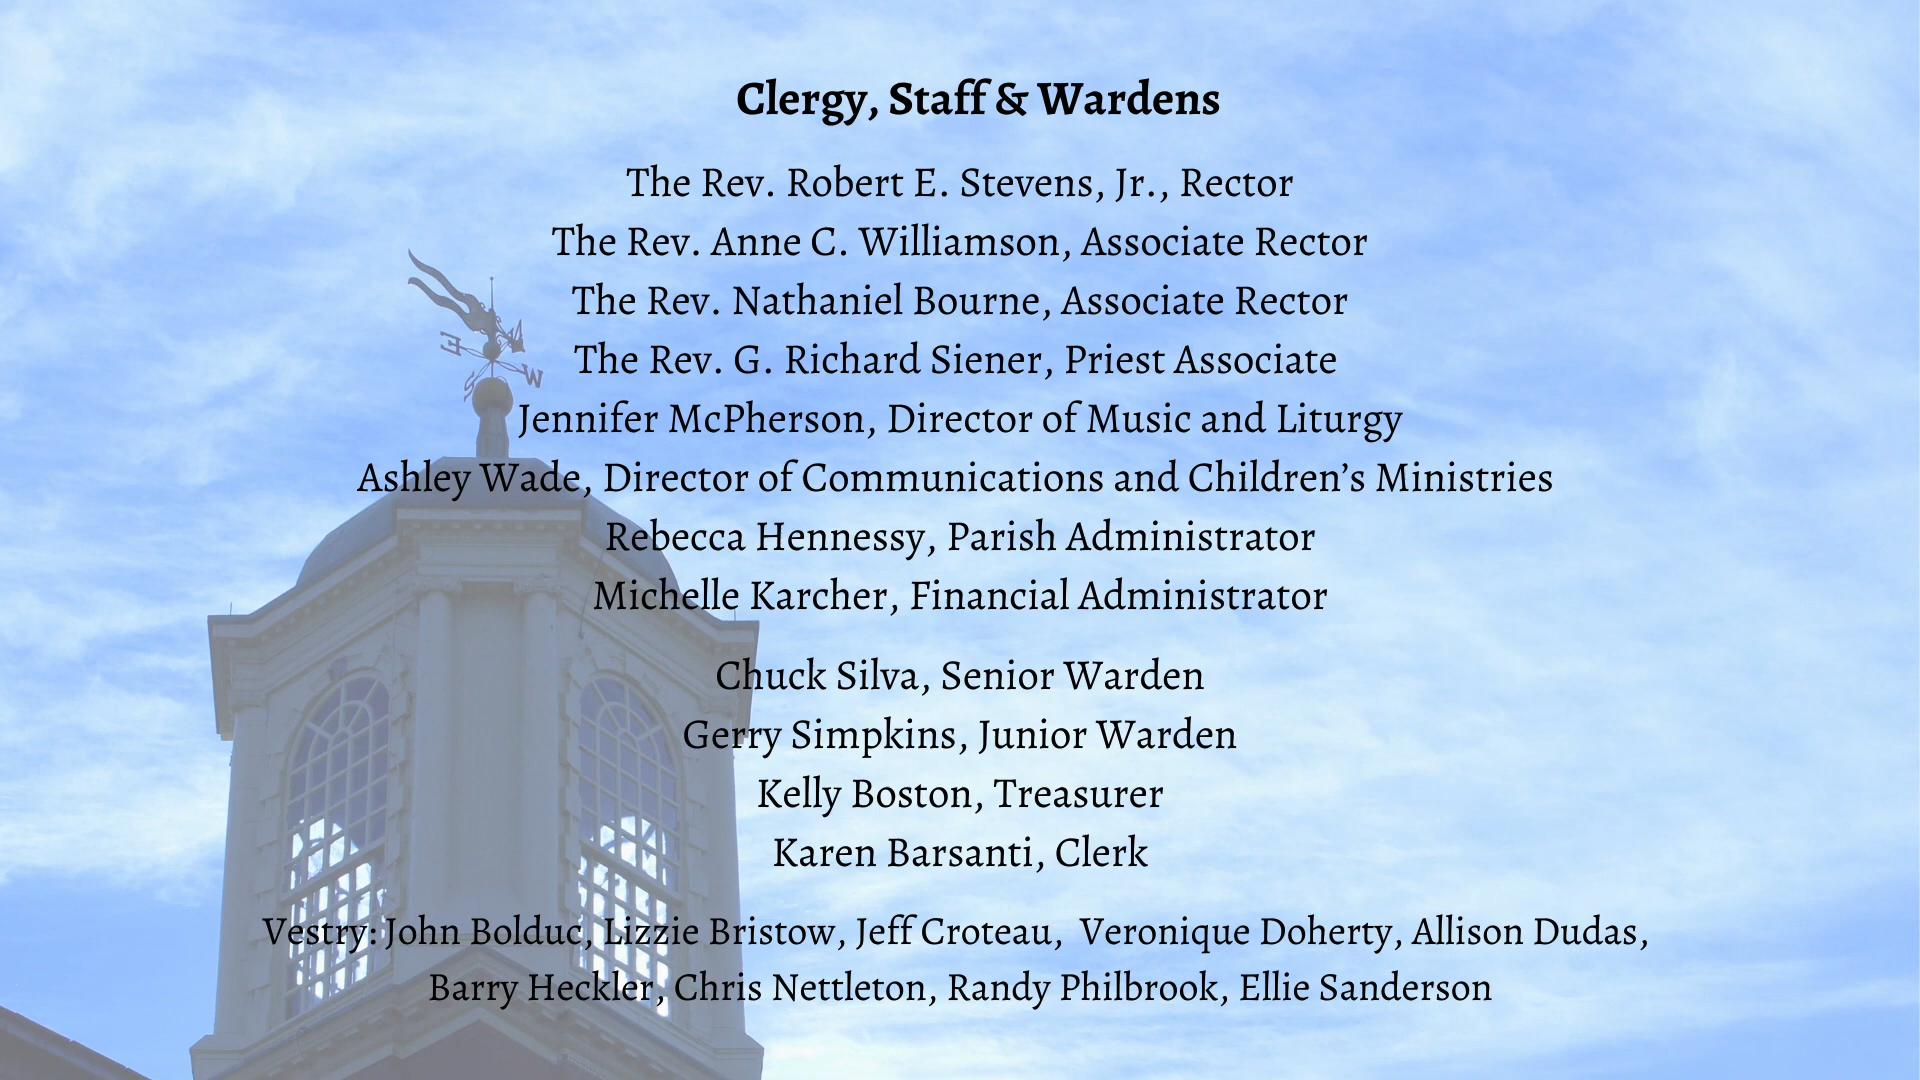 Clergy, Staff & Wardens
The Rev. Robert E. Stevens, Jr., Rector
The Rev. Anne C. Williamson, Associate Rector
The Rev. Nathaniel Bourne, Associate Rector
The Rev. G. Richard Siener, Priest Associate
Jennifer McPherson, Director of Music and Liturgy
Ashley Wade, Director of Communications and Children’s Ministries
Rebecca Hennessy, Parish Administrator
Michelle Karcher, Financial Administrator
Chuck Silva, Senior Warden
Gerry Simpkins, Junior Warden
Kelly Boston, Treasurer
Karen Barsanti, Clerk
Vestry: John Bolduc, Lizzie Bristow, Jeff Croteau, Veronique Doherty, Allison Dudas,
Barry Heckler, Chris Nettleton, Randy Philbrook, Ellie Sanderson
N
E
S
W